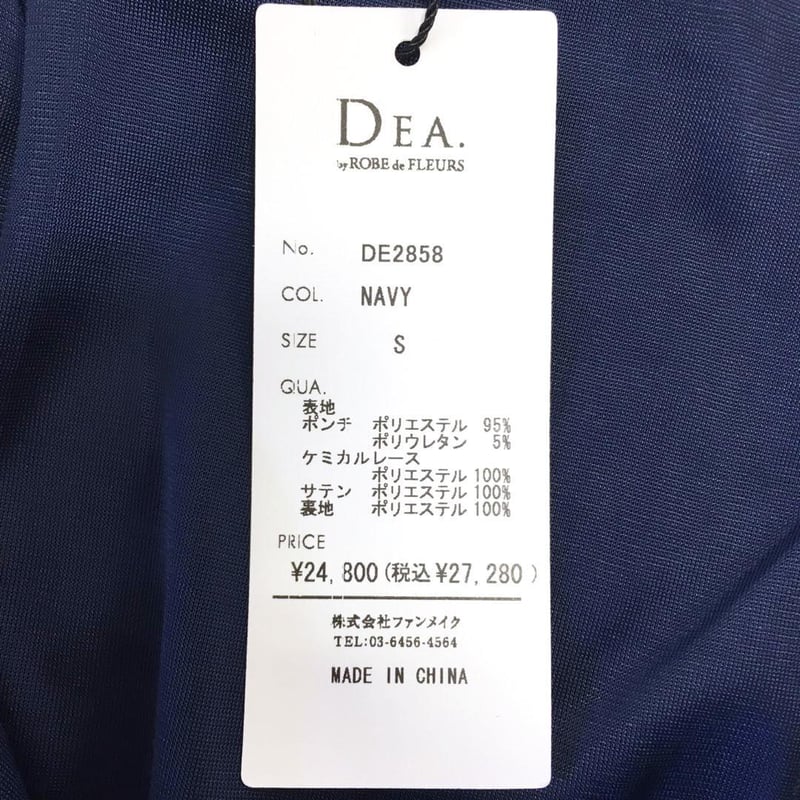 DEA.
by ROBE de FLEURS
No. DE2858
COL. NAVY
SIZE S
QUA.
表地
ポンチ ポリエステル 95%
ポリウレタン 5%
ケミカルレース
ポリエステル 100%
サテン ポリエステル 100%
裏地 ポリエステル 100%
PRICE
¥24,800(税込¥27,280)
株式会社ファンメイク
TEL:03-6456-4564
MADE IN CHINA